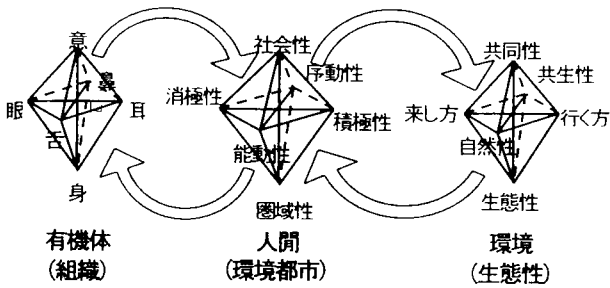 意
鼻
眼
耳
舌
身
有機体
(組織)
社会性
序動性
消極性
積極性
能動性
圏域性
人間
(環境都市)
共同性
共生性
来し方
行く方
自然性
生態性
環境
(生態性)